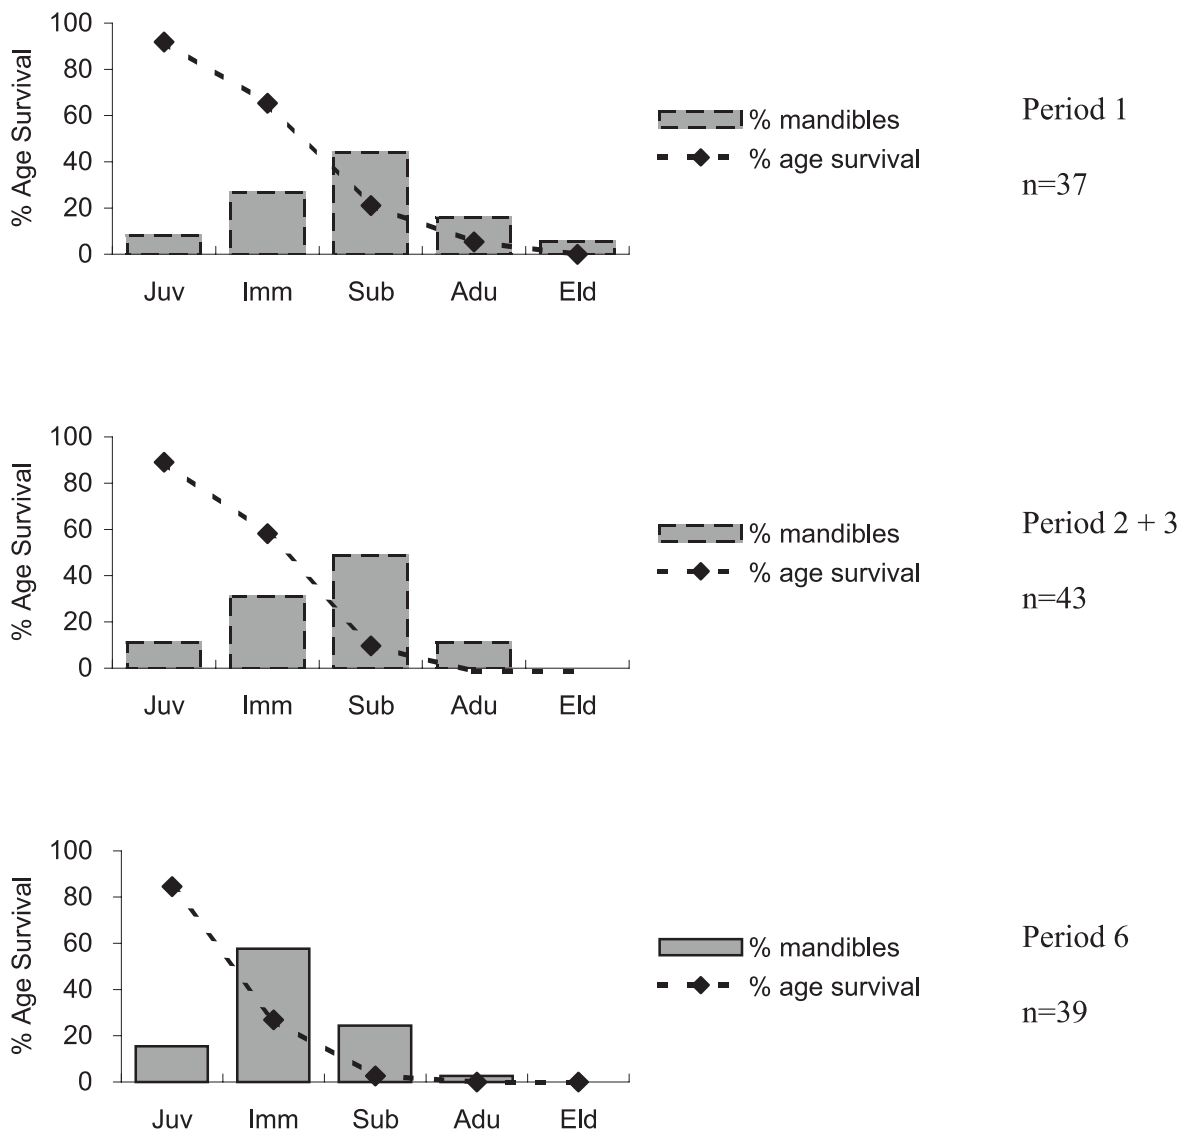 % Age Survival
100
80
60
40
20
0
Juv Imm Sub Adu Eld
% mandibles
% age survival
Period 1
n=37
% Age Survival
100
80
60
40
20
0
Juv Imm Sub Adu Eld
% mandibles
% age survival
Period 2 + 3
n=43
% Age Survival
100
80
60
40
20
0
Juv Imm Sub Adu Eld
% mandibles
% age survival
Period 6
n=39